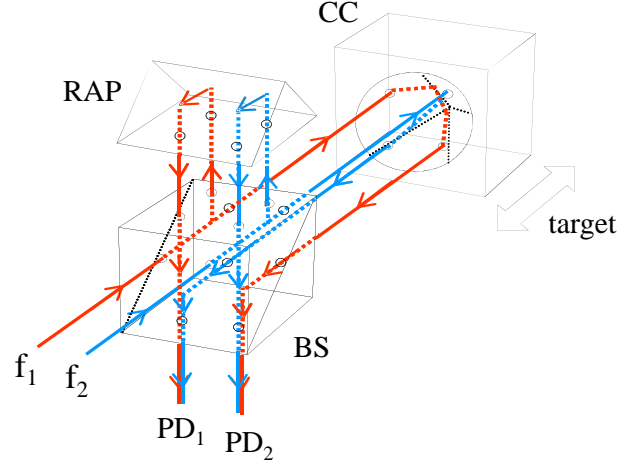 CC
RAP
target
BS
f1
f2
PD1
PD2